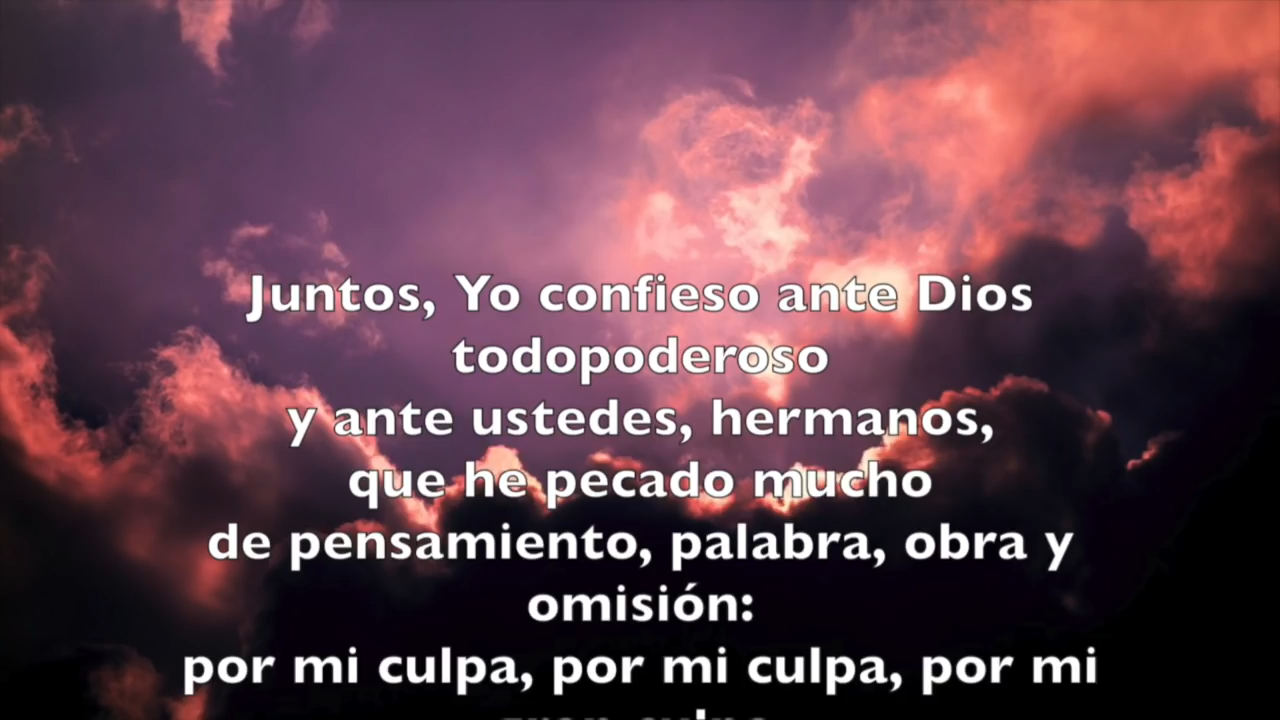 Juntos, Yo confieso ante Dios
todopoderoso
y ante ustedes, hermanos,
que he pecado mucho
de pensamiento, palabra, obra y
omisión:
por mi culpa, por mi culpa, por mi